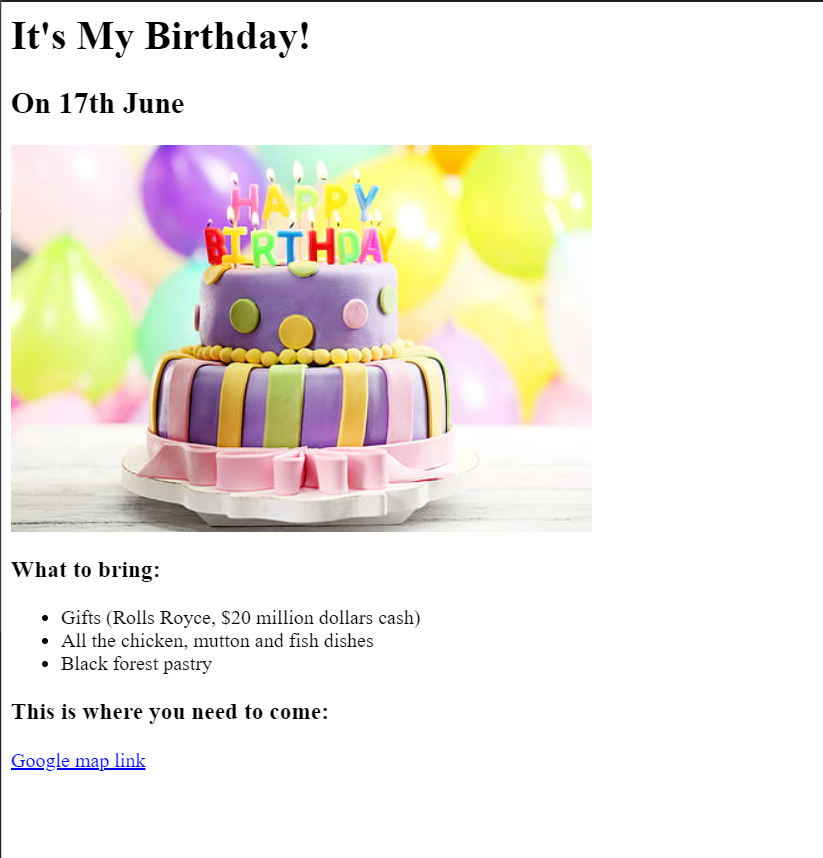 It's My Birthday!
On 17th June
HAPPY
BIRTHDAY
What to bring:
Gifts (Rolls Royce, $20 million dollars cash)
All the chicken, mutton and fish dishes
Black forest pastry
This is where you need to come:
Google map link